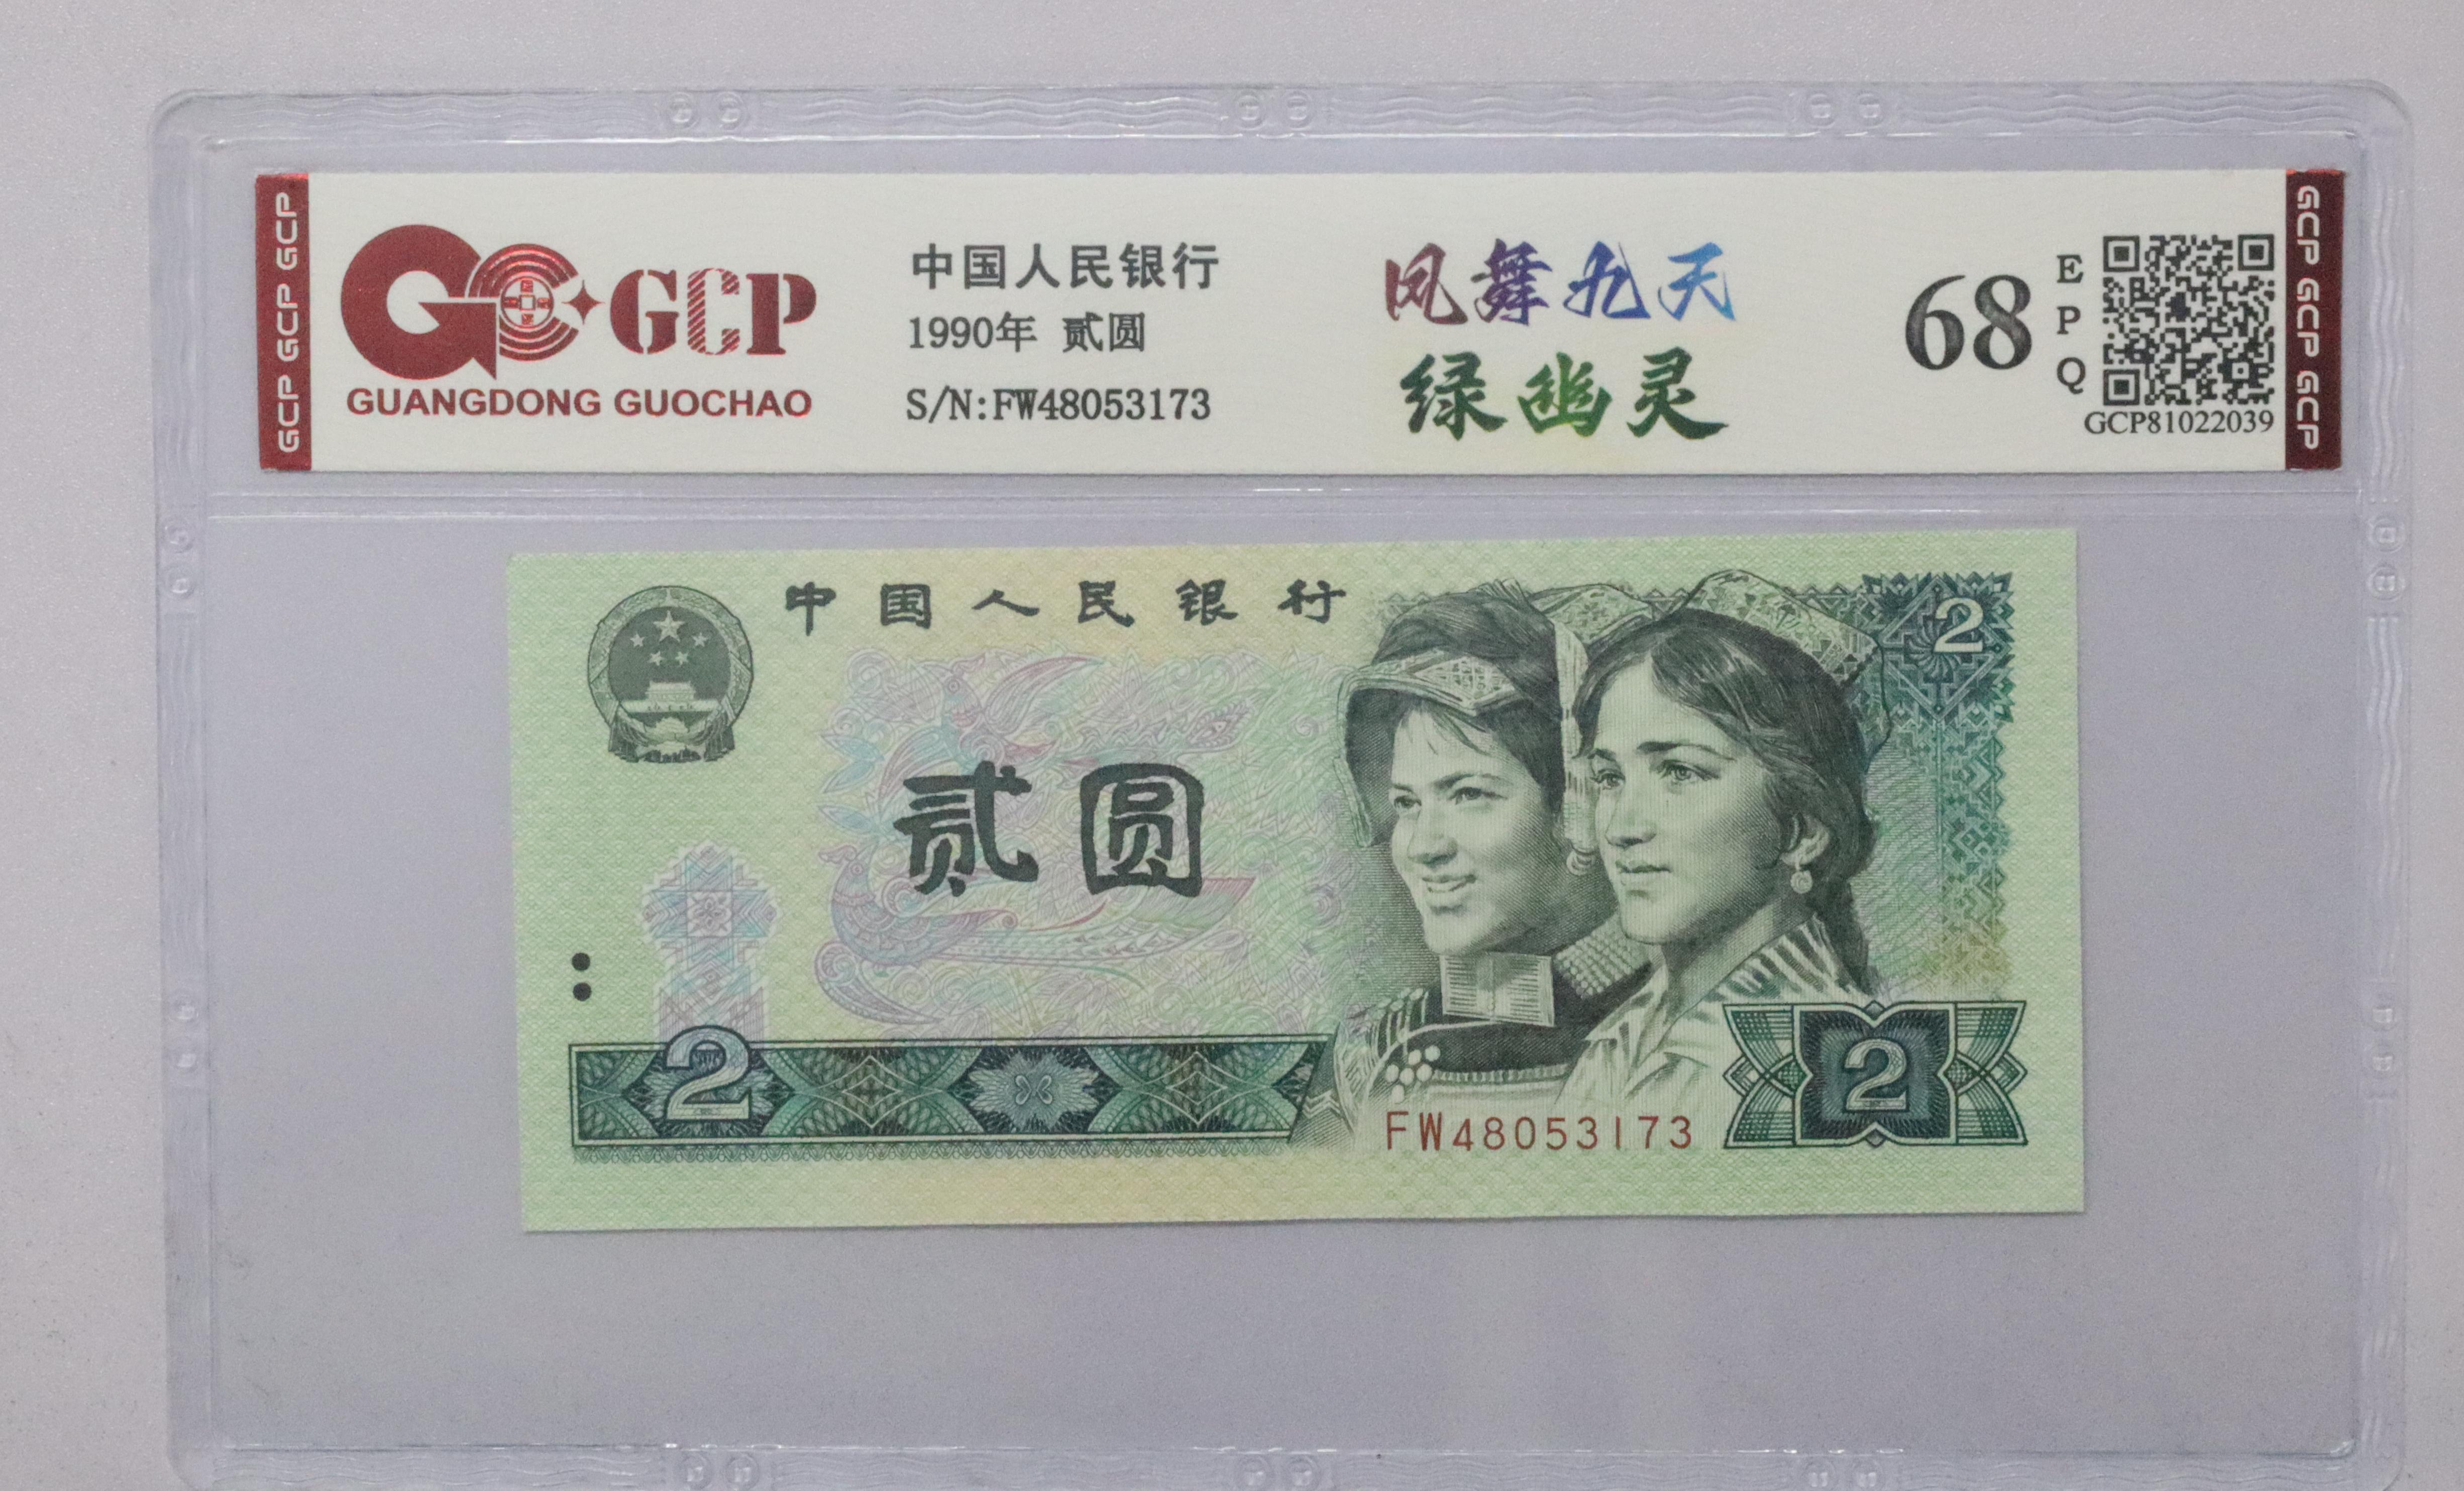 GCP GCP GCP
GCP
GUANGDONG GUOCHAO
中国人民银行
1990年 贰圆
S/N:FW48053173
凤舞九天
绿幽灵
68
EPQ
GCP81022039
GCP GCP GCP
中国人民银行
2
贰圆
2
2
FW48053173